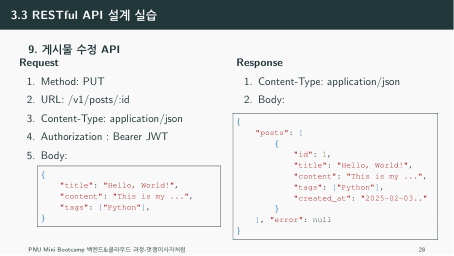 3.3 RESTful API 설계 실습
9. 게시물 수정 API
Request
1. Method: PUT
2. URL: /v1/posts/:id
3. Content-Type: application/json
4. Authorization : Bearer JWT
5. Body:
{
"title": "Hello, World!",
"content": "This is my ...",
"tags": ["Python"],
}
Response
1. Content-Type: application/json
2. Body:
{
"posts": [
{
"id": 1,
"title": "Hello, World!",
"content": "This is my ...",
"tags": ["Python"],
"created_at": "2025-02-03.."
}
], "error": null
}
PNU Mini Bootcamp 백엔드&클라우드 과정-멋쟁이사자처럼
28